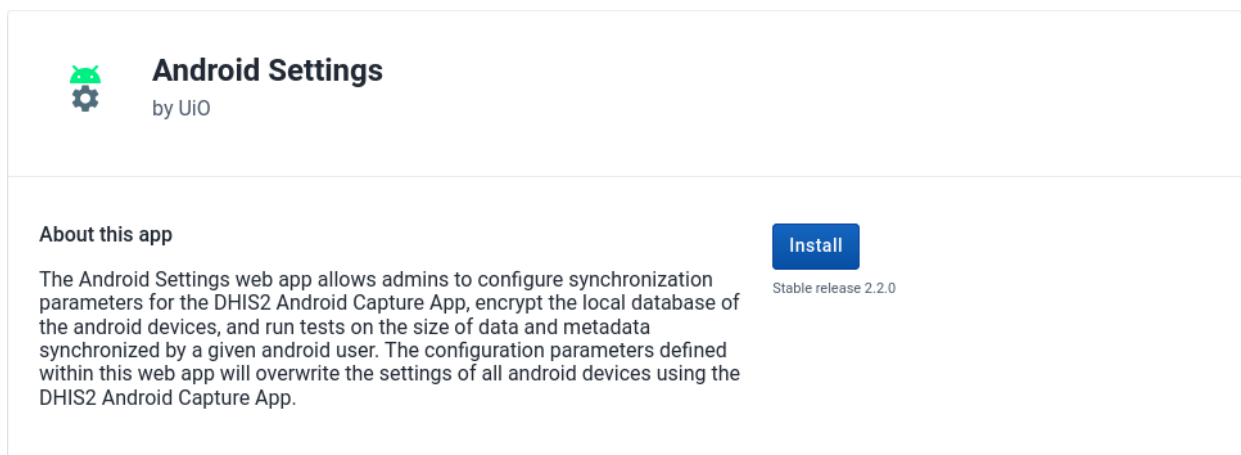 Android Settings
by UiO
About this app
The Android Settings web app allows admins to configure synchronization
parameters for the DHIS2 Android Capture App, encrypt the local database of
the android devices, and run tests on the size of data and metadata
synchronized by a given android user. The configuration parameters defined
within this web app will overwrite the settings of all android devices using the
DHIS2 Android Capture App.
Install
Stable release 2.2.0